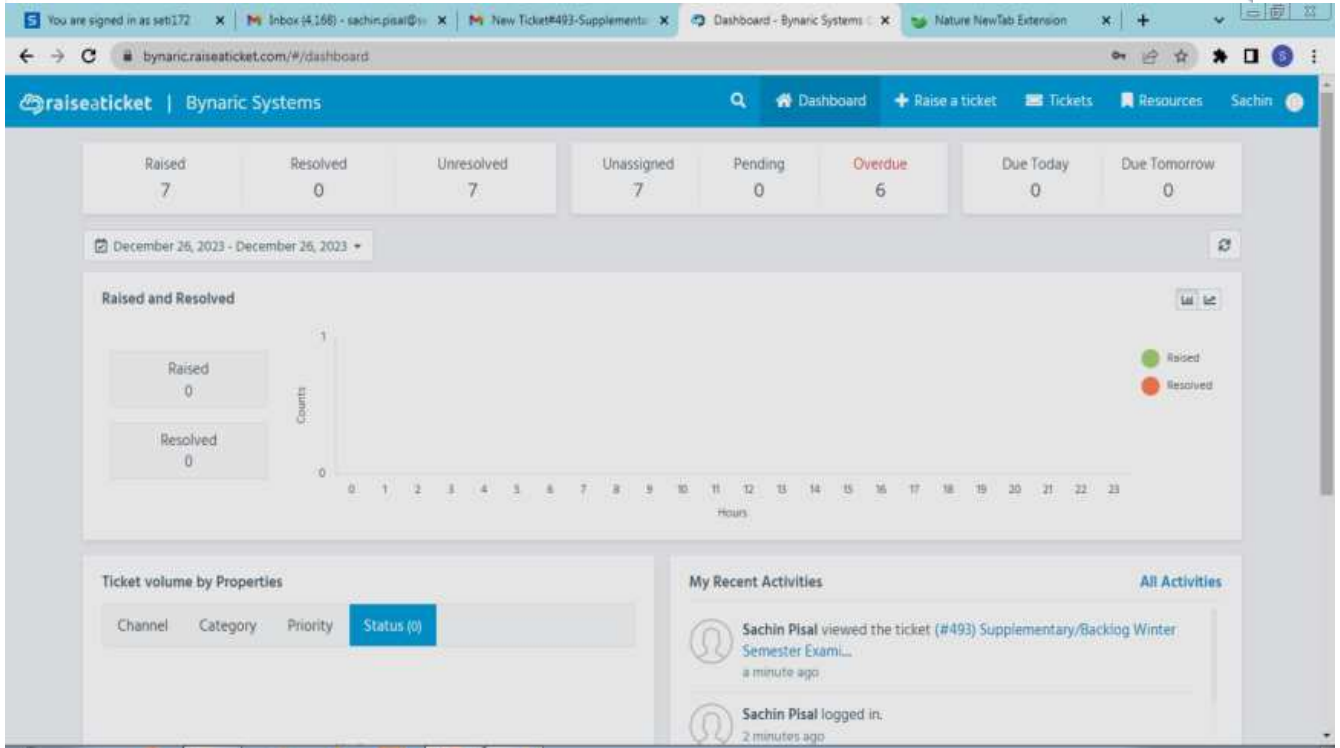 You are signed in as seti172
Inbox (4,168) - sachin.pisal@
New Ticket#493-Supplementa
Dashboard - Bynaric Systems
Nature NewTab Extension
bynaric.raiseaticket.com/#/dashboard
S
raiseaticket | Bynaric Systems
Dashboard
Raise a ticket
Tickets
Resources
Sachin
Raised Resolved Unresolved Unassigned Pending Overdue Due Today Due Tomorrow
7 0 7 7 0 6 0 0
December 26, 2023 - December 26, 2023
Raised and Resolved
Raised
0
Resolved
0
Counts
1
0
0 1 2 3 4 5 6 7 8 9 10 11 12 13 14 15 16 17 18 19 20 21 22 23
Hours
Raised
Resolved
Ticket volume by Properties
Channel Category Priority Status (0)
My Recent Activities
All Activities
Sachin Pisal viewed the ticket (#493) Supplementary/Backlog Winter
Semester Exami...
a minute ago
Sachin Pisal logged in.
2 minutes ago